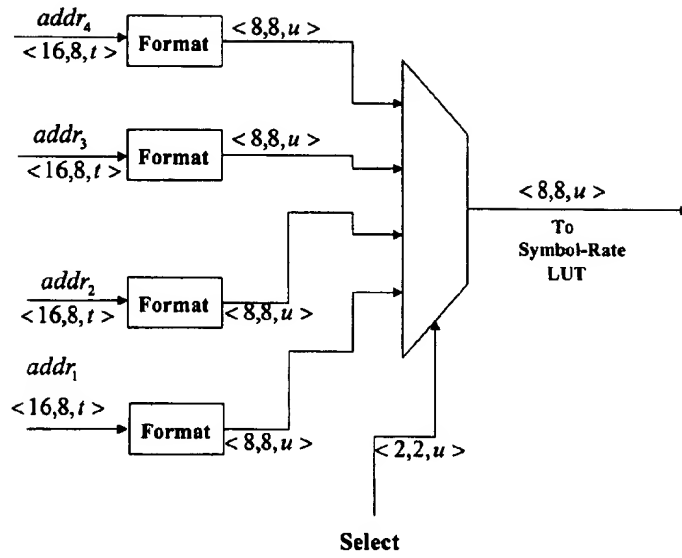 addr₄
<16,8,t>
Format
<8,8,u>
addr₃
<16,8,t>
Format
<8,8,u>
<8,8,u>
To
Symbol-Rate
LUT
addr₂
<16,8,t>
Format
<8,8,u>
addr₁
<16,8,t>
Format
<8,8,u>
<2,2,u>
Select